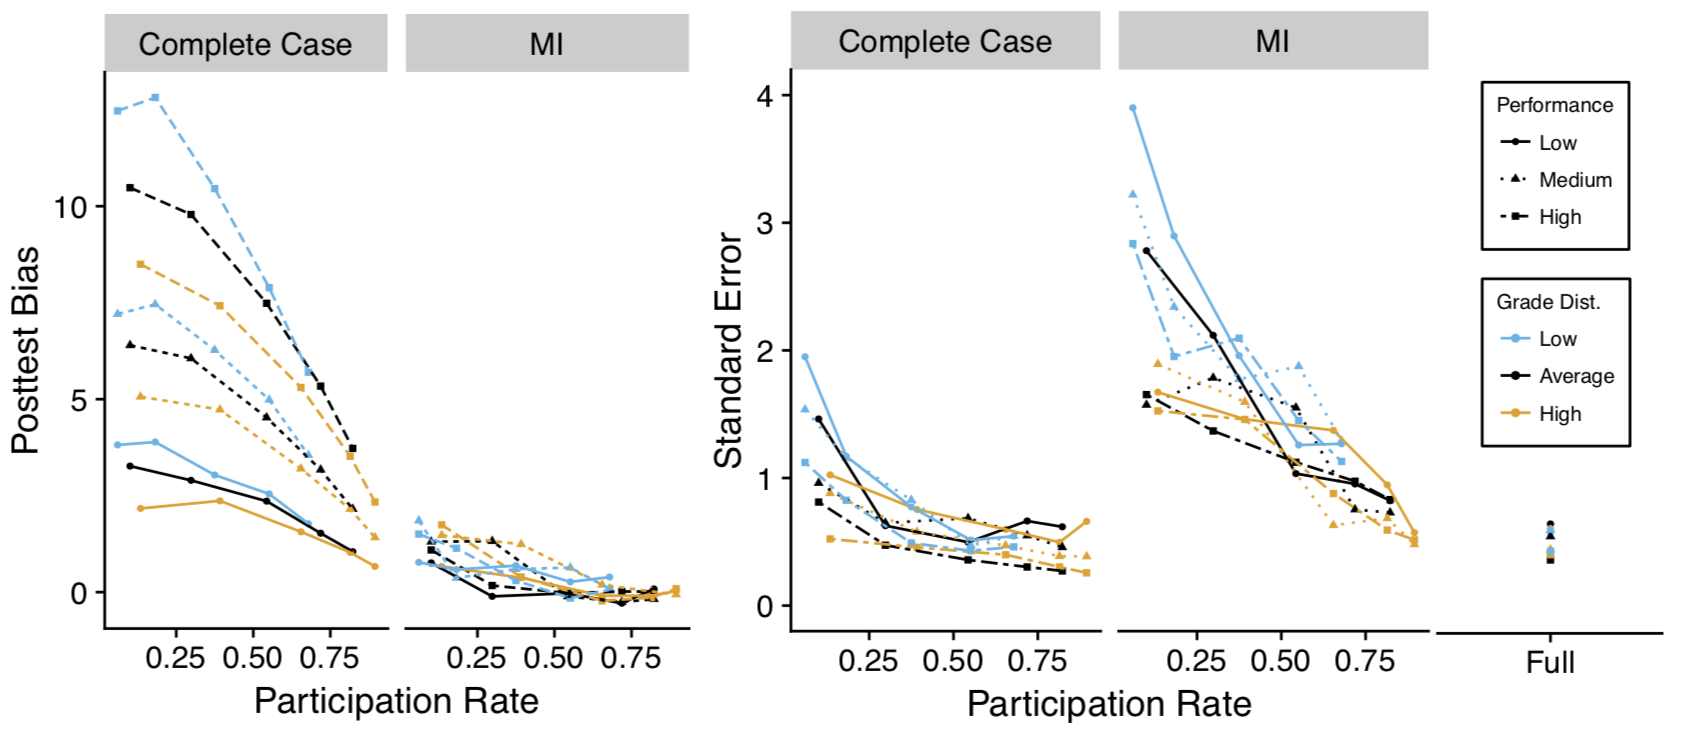 Complete Case
MI
Posttest Bias
10
5
0
0.25 0.50 0.75
0.25 0.50 0.75
Participation Rate
Complete Case
MI
Standard Error
4
3
2
1
0
0.25 0.50 0.75
0.25 0.50 0.75
Full
Participation Rate
Performance
Low
Medium
High
Grade Dist.
Low
Average
High